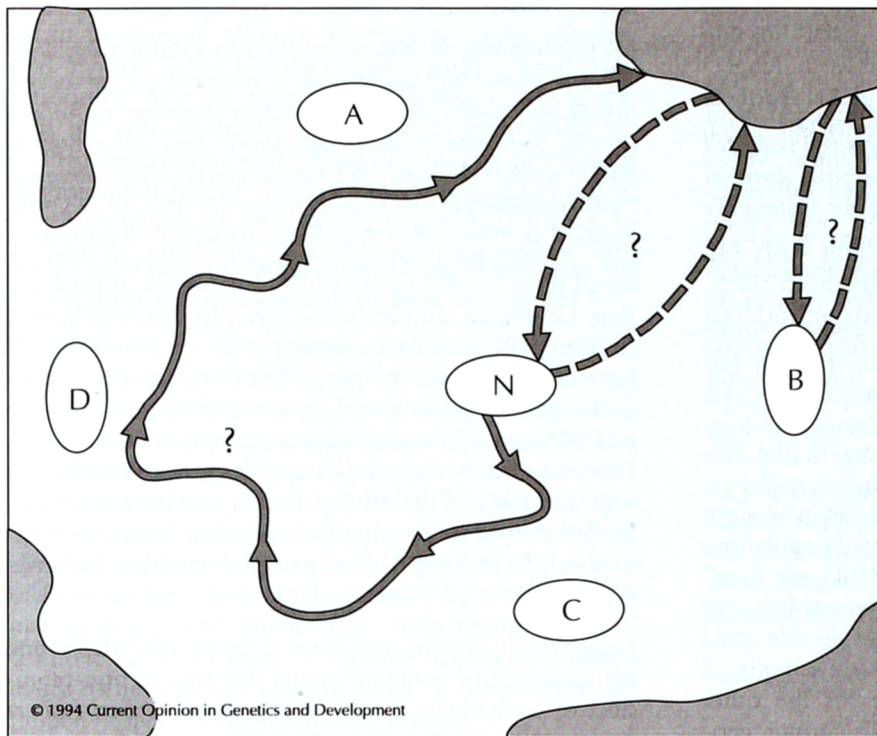 A
?
?
N
B
D
?
C
© 1994 Current Opinion in Genetics and Development